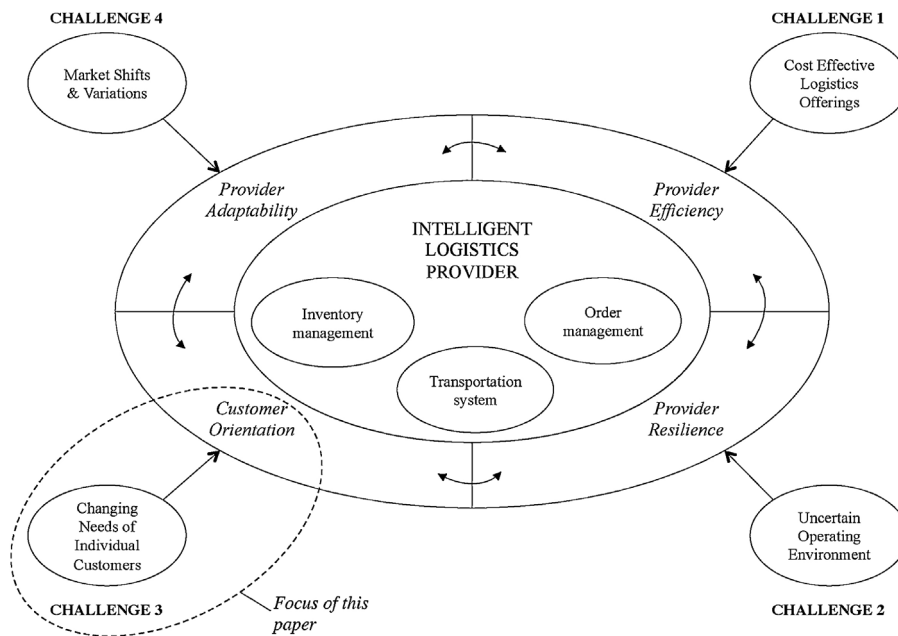 CHALLENGE 4
Market Shifts
& Variations
CHALLENGE 1
Cost Effective
Logistics
Offerings
Provider
Adaptability
Provider
Efficiency
INTELLIGENT
LOGISTICS
PROVIDER
Inventory
management
Order
management
Transportation
system
Customer
Orientation
Provider
Resilience
Changing
Needs of
Individual
Customers
CHALLENGE 3
Focus of this
paper
Uncertain
Operating
Environment
CHALLENGE 2